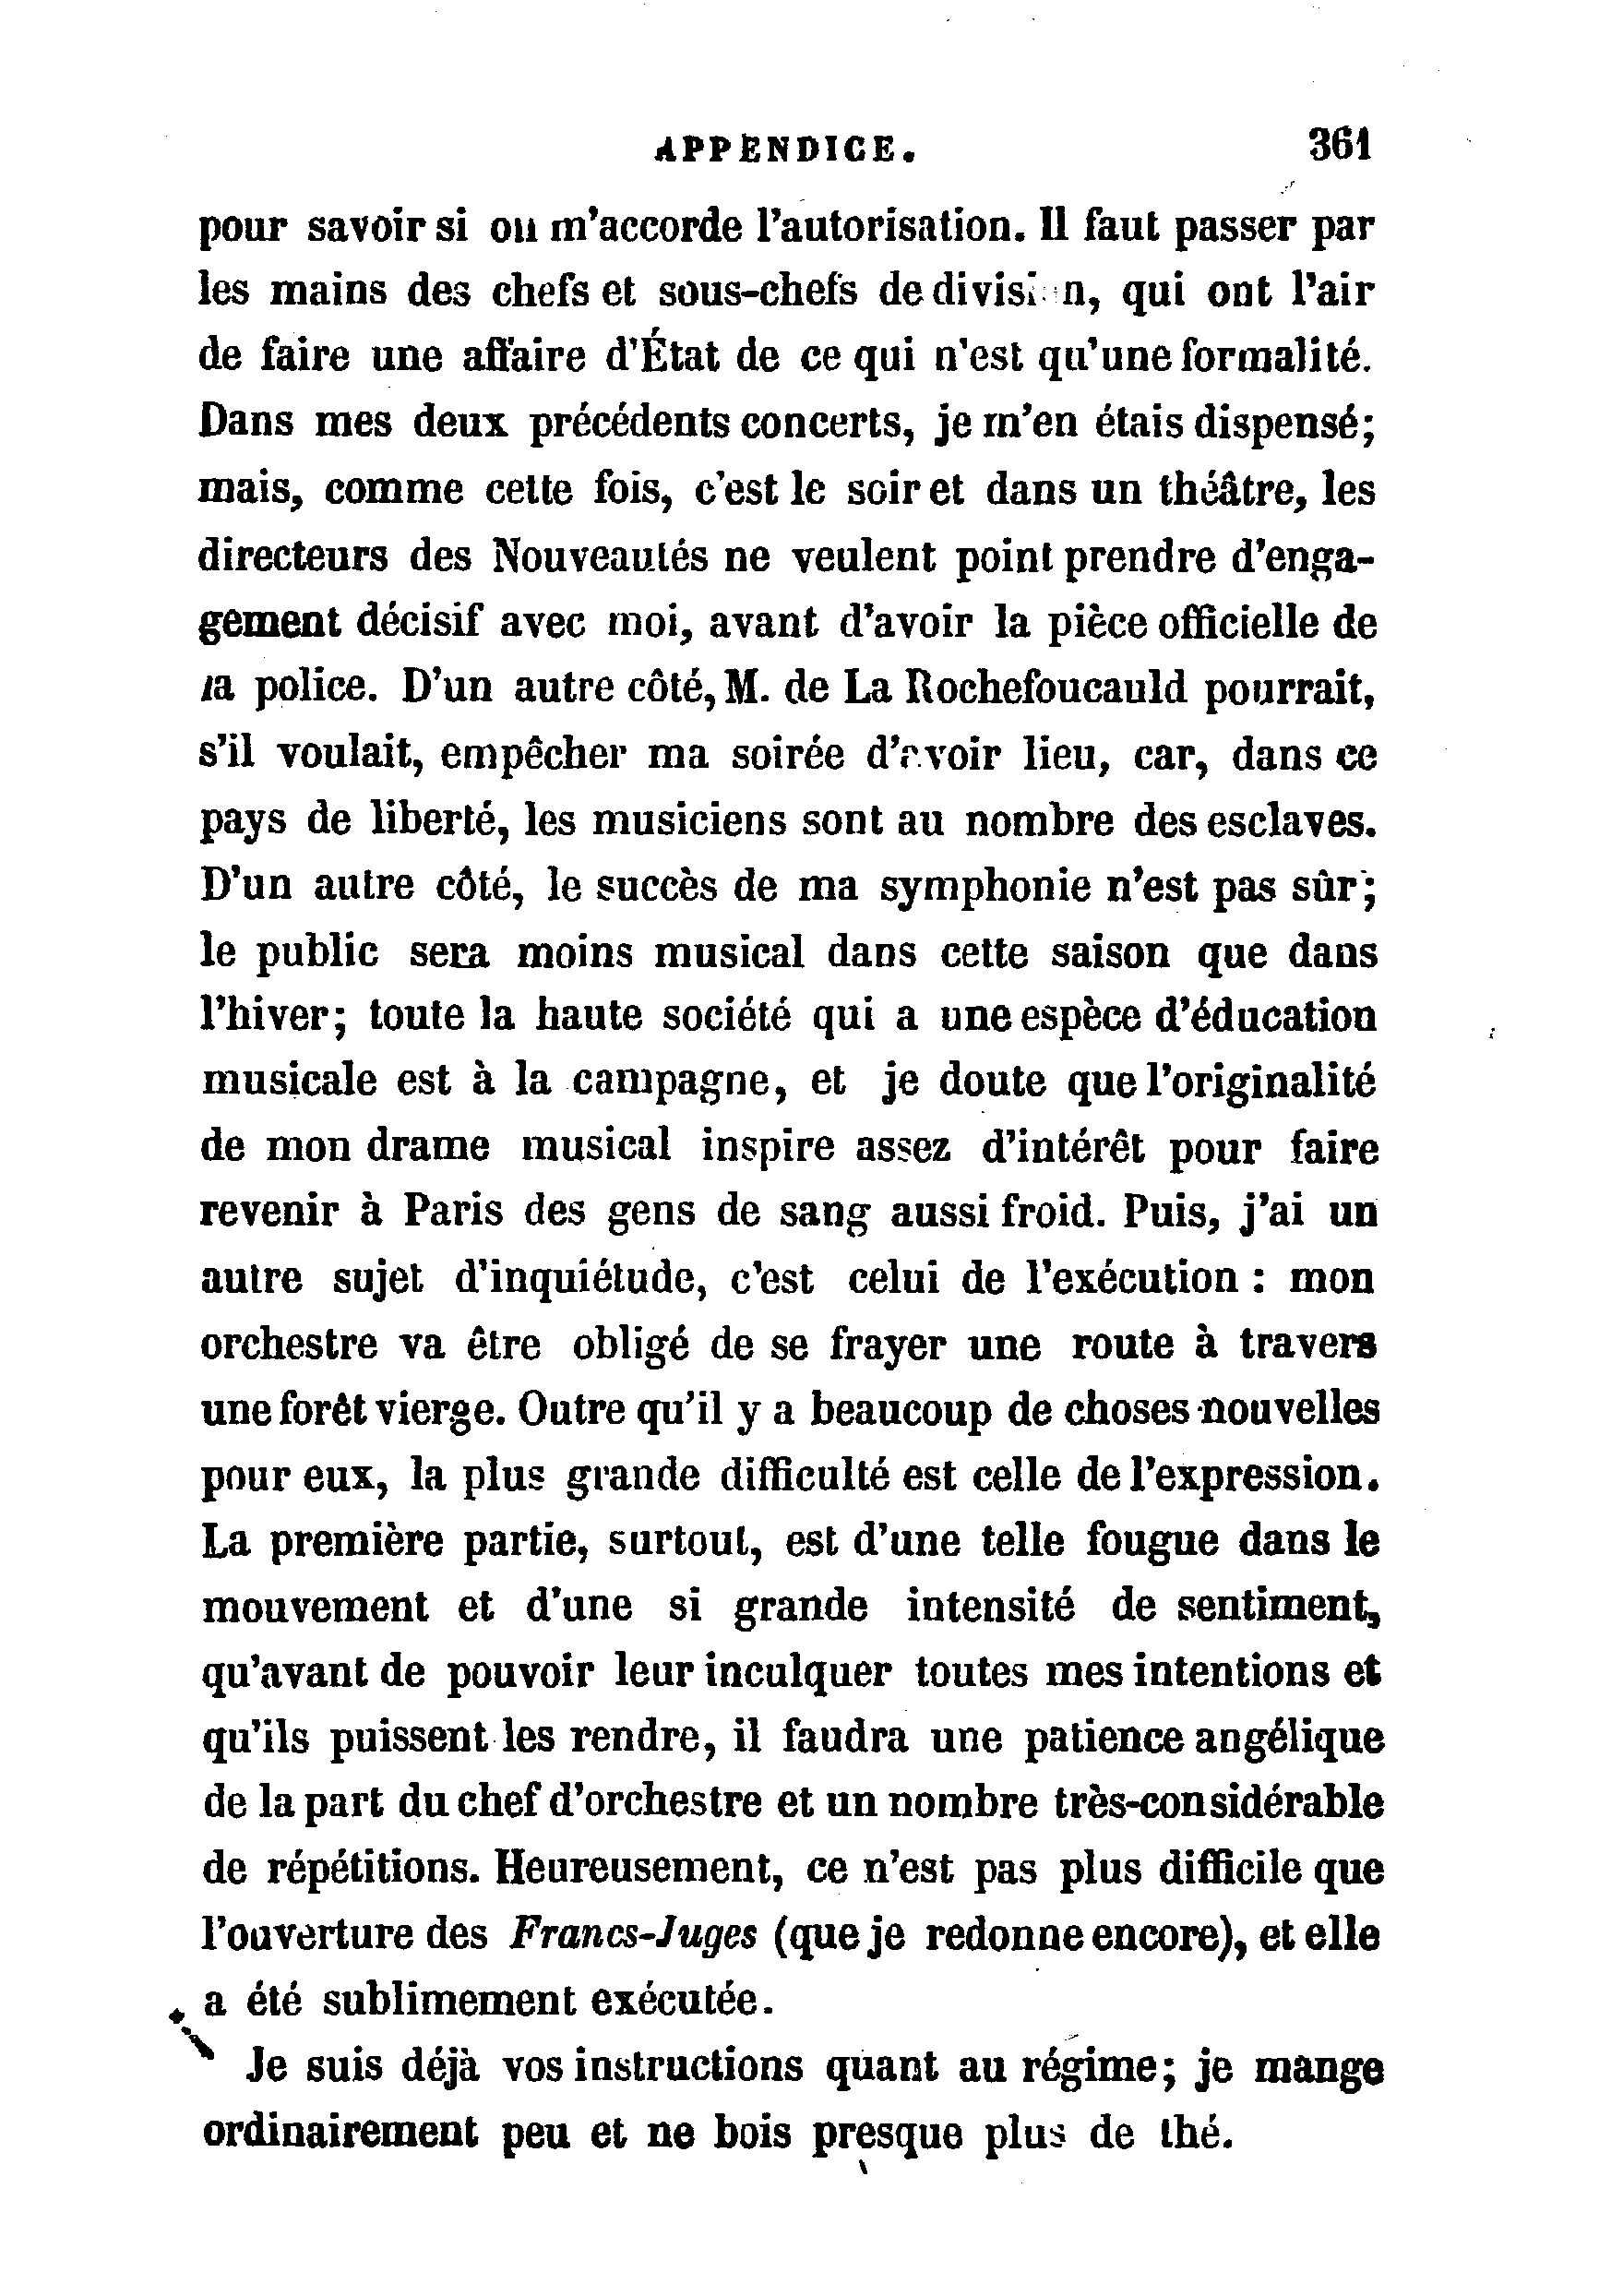 APPENDICE. 361
pour savoir si on m'accorde l'autorisation. Il faut passer par
les mains des chefs et sous-chefs de division, qui ont l'air
de faire une affaire d'État de ce qui n'est qu'une formalité.
Dans mes deux précédents concerts, je m'en étais dispensé;
mais, comme cette fois, c'est le soir et dans un théâtre, les
directeurs des Nouveautés ne veulent point prendre d'enga-
gement décisif avec moi, avant d'avoir la pièce officielle de
la police. D'un autre côté, M. de La Rochefoucauld pourrait,
s'il voulait, empêcher ma soirée d'avoir lieu, car, dans ce
pays de liberté, les musiciens sont au nombre des esclaves.
D'un autre côté, le succès de ma symphonie n'est pas sûr;
le public sera moins musical dans cette saison que dans
l'hiver; toute la haute société qui a une espèce d'éducation
musicale est à la campagne, et je doute que l'originalité
de mon drame musical inspire assez d'intérêt pour faire
revenir à Paris des gens de sang aussi froid. Puis, j'ai un
autre sujet d'inquiétude, c'est celui de l'exécution : mon
orchestre va être obligé de se frayer une route à travers
une forêt vierge. Outre qu'il y a beaucoup de choses nouvelles
pour eux, la plus grande difficulté est celle de l'expression.
La première partie, surtout, est d'une telle fougue dans le
mouvement et d'une si grande intensité de sentiment,
qu'avant de pouvoir leur inculquer toutes mes intentions et
qu'ils puissent les rendre, il faudra une patience angélique
de la part du chef d'orchestre et un nombre très-considérable
de répétitions. Heureusement, ce n'est pas plus difficile que
l'ouverture des Francs-Juges (que je redonne encore), et elle
a été sublimement exécutée.
Je suis déjà vos instructions quant au régime; je mange
ordinairement peu et ne bois presque plus de thé.